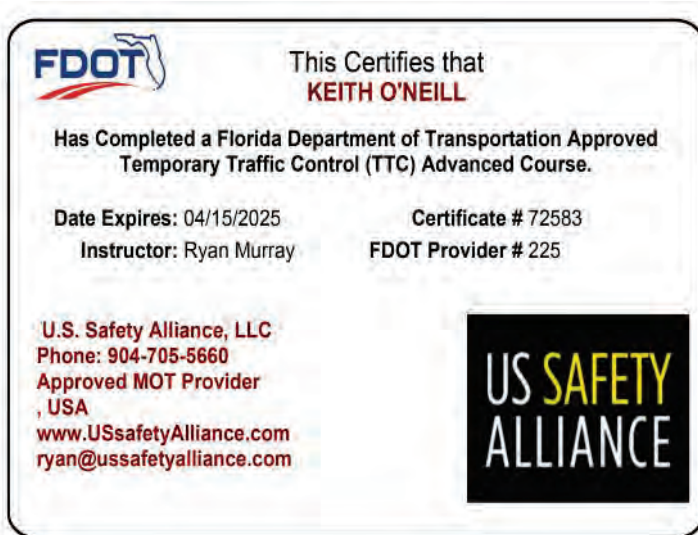 FDOT
This Certifies that
KEITH O'NEILL
Has Completed a Florida Department of Transportation Approved
Temporary Traffic Control (TTC) Advanced Course.
Date Expires: 04/15/2025
Certificate # 72583
Instructor: Ryan Murray
FDOT Provider # 225
U.S. Safety Alliance, LLC
Phone: 904-705-5660
Approved MOT Provider
, USA
www.USsafetyAlliance.com
ryan@ussafetyalliance.com
US SAFETY
ALLIANCE